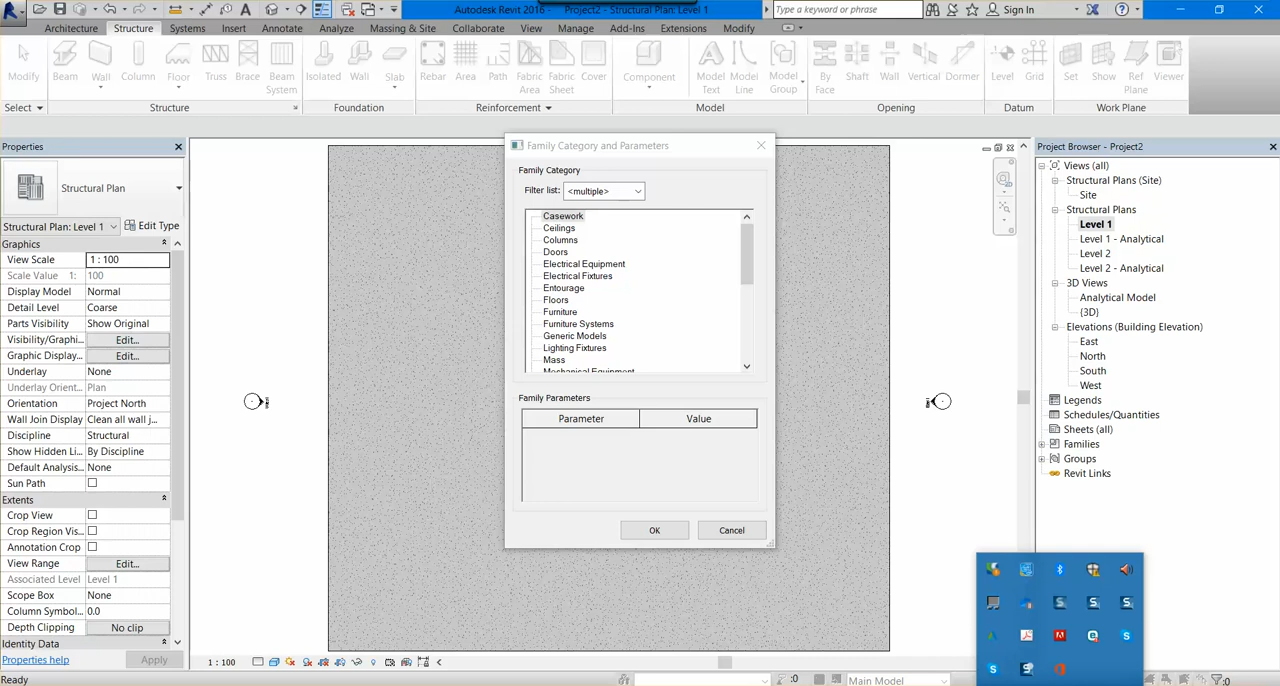 Autodesk Revit 2016 - Project2 - Structural Plan: Level 1
Type a keyword or phrase
Sign In
Architecture Structure Systems Insert Annotate Analyze Massing & Site Collaborate View Manage Add-Ins Extensions Modify
Modify Beam Wall Column Floor Truss Brace Beam System Isolated Wall Slab Rebar Area Path Fabric Area Fabric Sheet Cover Component Model Text Model Line Model Group By Face Shaft Wall Vertical Dormer Level Grid Set Show Ref Plane Viewer
Select Structure Foundation Reinforcement Model Opening Datum Work Plane
Properties
Structural Plan
Structural Plan: Level 1 Edit Type
Graphics
View Scale 1 : 100
Scale Value 1: 100
Display Model Normal
Detail Level Coarse
Parts Visibility Show Original
Visibility/Graphi... Edit...
Graphic Display... Edit...
Underlay None
Underlay Orient... Plan
Orientation Project North
Wall Join Display Clean all wall j...
Discipline Structural
Show Hidden Li... By Discipline
Default Analysis... None
Sun Path
Extents
Crop View
Crop Region Vis...
Annotation Crop
View Range Edit...
Associated Level Level 1
Scope Box None
Column Symbol... 0.0
Depth Clipping No clip
Identity Data
Properties help Apply
Ready
Family Category and Parameters
Family Category
Filter list: <multiple>
Casework
Ceilings
Columns
Doors
Electrical Equipment
Electrical Fixtures
Entourage
Floors
Furniture
Furniture Systems
Generic Models
Lighting Fixtures
Mass
Mechanical Equipment
Family Parameters
Parameter Value
OK Cancel
1 : 100
:0
Main Model
:0
Project Browser - Project2
Views (all)
Structural Plans (Site)
Site
Structural Plans
Level 1
Level 1 - Analytical
Level 2
Level 2 - Analytical
3D Views
Analytical Model
{3D}
Elevations (Building Elevation)
East
North
South
West
Legends
Schedules/Quantities
Sheets (all)
Families
Groups
Revit Links